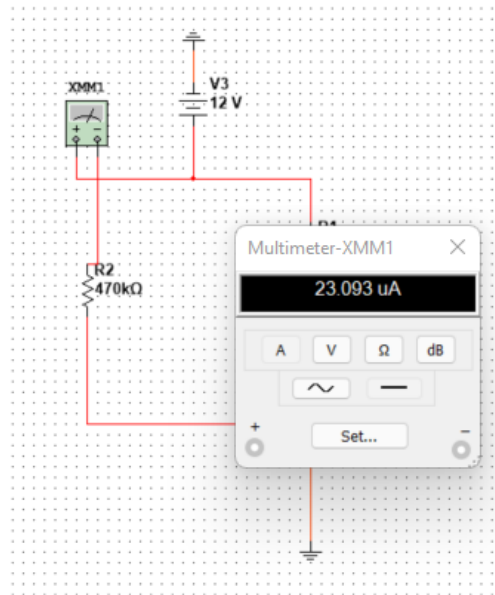 XMM1
V3
12 V
+ −
R2
470kΩ
Multimeter-XMM1
23.093 uA
A V Ω dB
+ Set... −